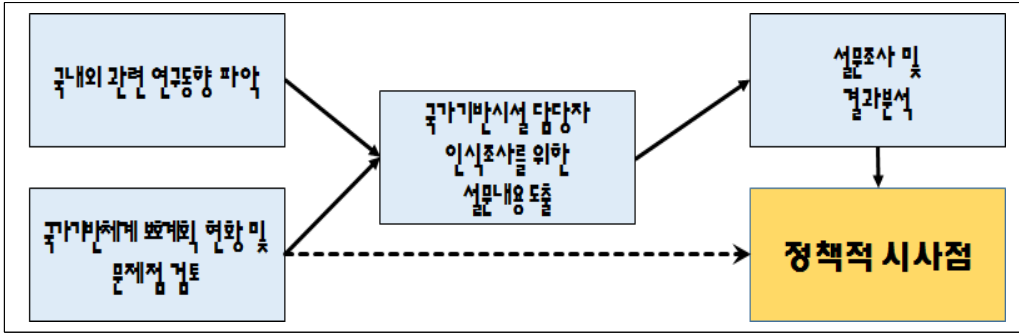 국내외 관련 연구동향 파악
국가기반체계 보호계획 현황 및
문제점 검토
국가기반시설 담당자
인식조사를 위한
설문내용 도출
설문조사 및
결과분석
정책적 시사점